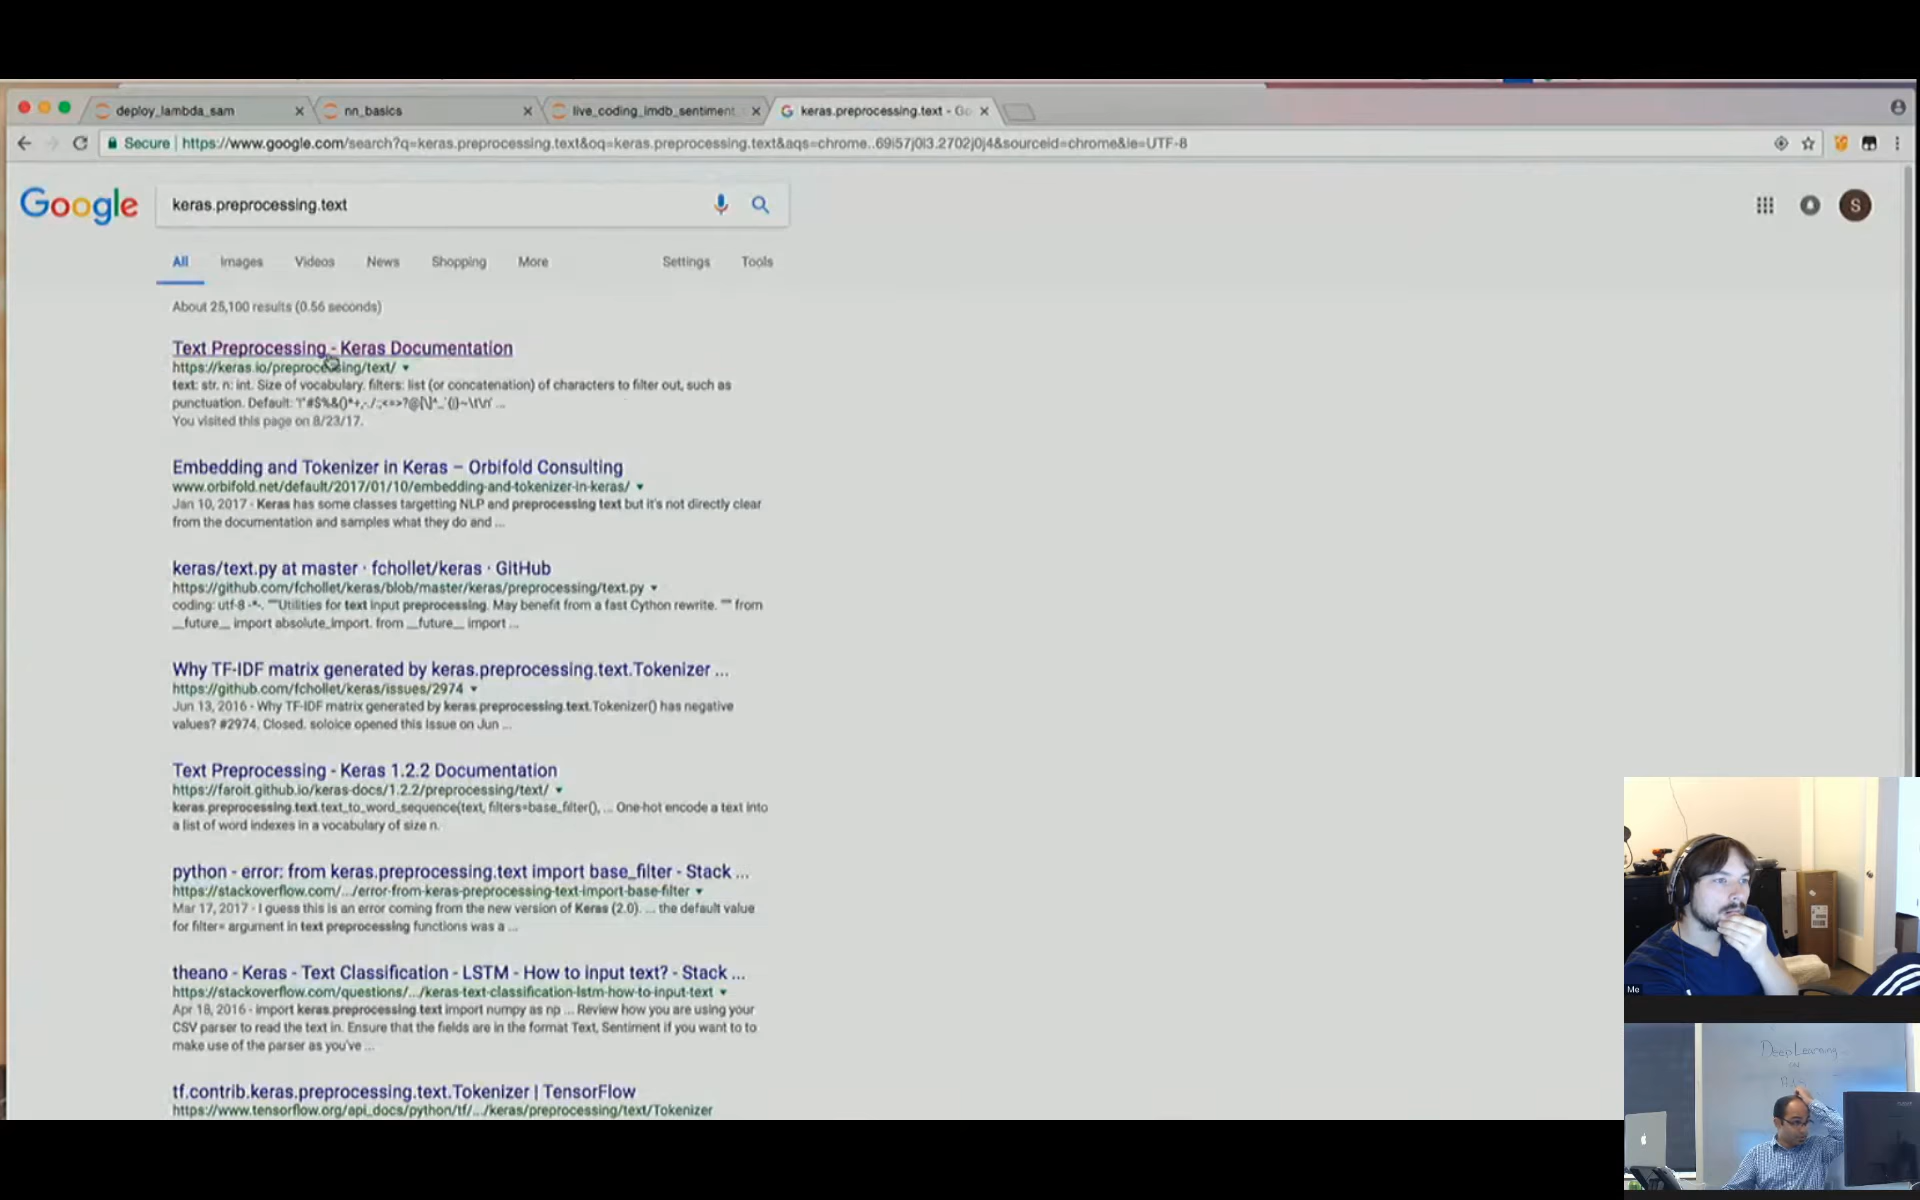 deploy_lambda_sam
nn_basics
live_coding_imdb_sentiment
keras.preprocessing.text - Go
Secure | https://www.google.com/search?q=keras.preprocessing.text&oq=keras.preprocessing.text&aqs=chrome..69i57j0l3.2702j0j4&sourceid=chrome&ie=UTF-8
Google
keras.preprocessing.text
S
All Images Videos News Shopping More Settings Tools
About 25,100 results (0.56 seconds)
Text Preprocessing - Keras Documentation
https://keras.io/preprocessing/text/
text: str. n: int. Size of vocabulary. filters: list (or concatenation) of characters to filter out, such as
punctuation. Default:
You visited this page on 8/23/17.
Embedding and Tokenizer in Keras – Orbifold Consulting
www.orbifold.net/default/2017/01/10/embedding-and-tokenizer-in-keras/
Jan 10, 2017 - Keras has some classes targetting NLP and preprocessing text but it's not directly clear
from the documentation and samples what they do and ...
keras/text.py at master · fchollet/keras · GitHub
https://github.com/fchollet/keras/blob/master/keras/preprocessing/text.py
coding: utf-8 -*-. """Utilities for text input preprocessing. May benefit from a fast Cython rewrite. """ from
__future__ import absolute_import. from __future__ import ...
Why TF-IDF matrix generated by keras.preprocessing.text.Tokenizer ...
https://github.com/fchollet/keras/issues/2974
Jun 13, 2016 - Why TF-IDF matrix generated by keras.preprocessing.text.Tokenizer() has negative
values? #2974. Closed. soloice opened this Issue on Jun ...
Text Preprocessing - Keras 1.2.2 Documentation
https://faroit.github.io/keras-docs/1.2.2/preprocessing/text/
keras.preprocessing.text.text_to_word_sequence(text, filters=base_filter(), ... One-hot encode a text into
a list of word indexes in a vocabulary of size n.
python - error: from keras.preprocessing.text import base_filter - Stack ...
https://stackoverflow.com/.../error-from-keras-preprocessing-text-import-base-filter
Mar 17, 2017 - I guess this is an error coming from the new version of Keras (2.0). ... the default value
for filter= argument in text preprocessing functions was a ...
theano - Keras - Text Classification - LSTM - How to input text? - Stack ...
https://stackoverflow.com/questions/.../keras-text-classification-lstm-how-to-input-text
Apr 18, 2016 - import keras.preprocessing.text import numpy as np ... Review how you are using your
CSV parser to read the text in. Ensure that the fields are in the format Text, Sentiment if you want to to
make use of the parser as you've ...
tf.contrib.keras.preprocessing.text.Tokenizer | TensorFlow
https://www.tensorflow.org/api_docs/python/tf/.../keras/preprocessing/text/Tokenizer
Me
Deep Learning